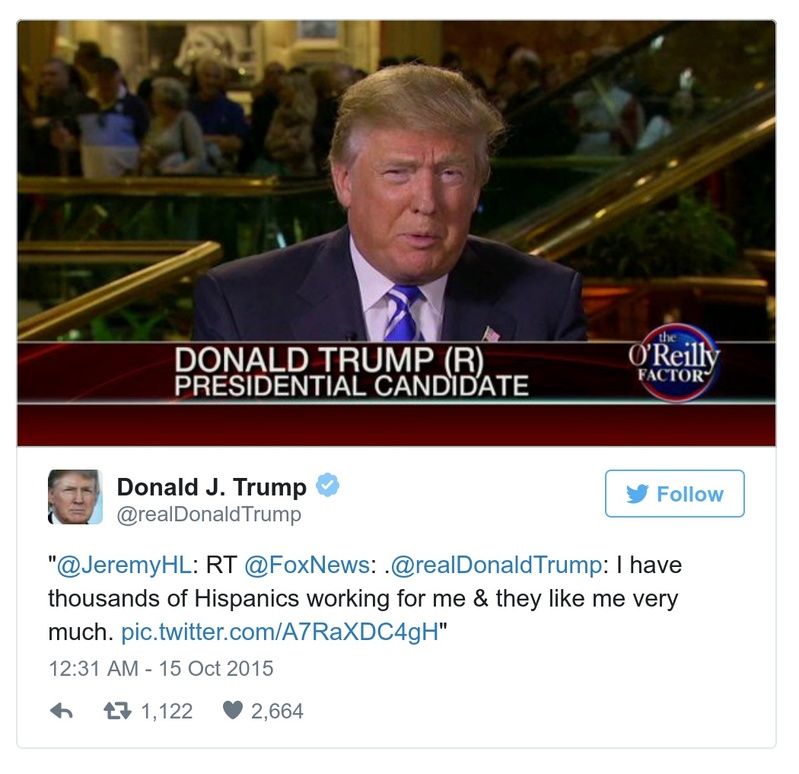 DONALD TRUMP (R)
PRESIDENTIAL CANDIDATE
the
O'Reilly
FACTOR
Donald J. Trump
@realDonaldTrump
Follow
"@JeremyHL: RT @FoxNews: .@realDonaldTrump: I have
thousands of Hispanics working for me & they like me very
much. pic.twitter.com/A7RaXDC4gH"
12:31 AM - 15 Oct 2015
1,122
2,664